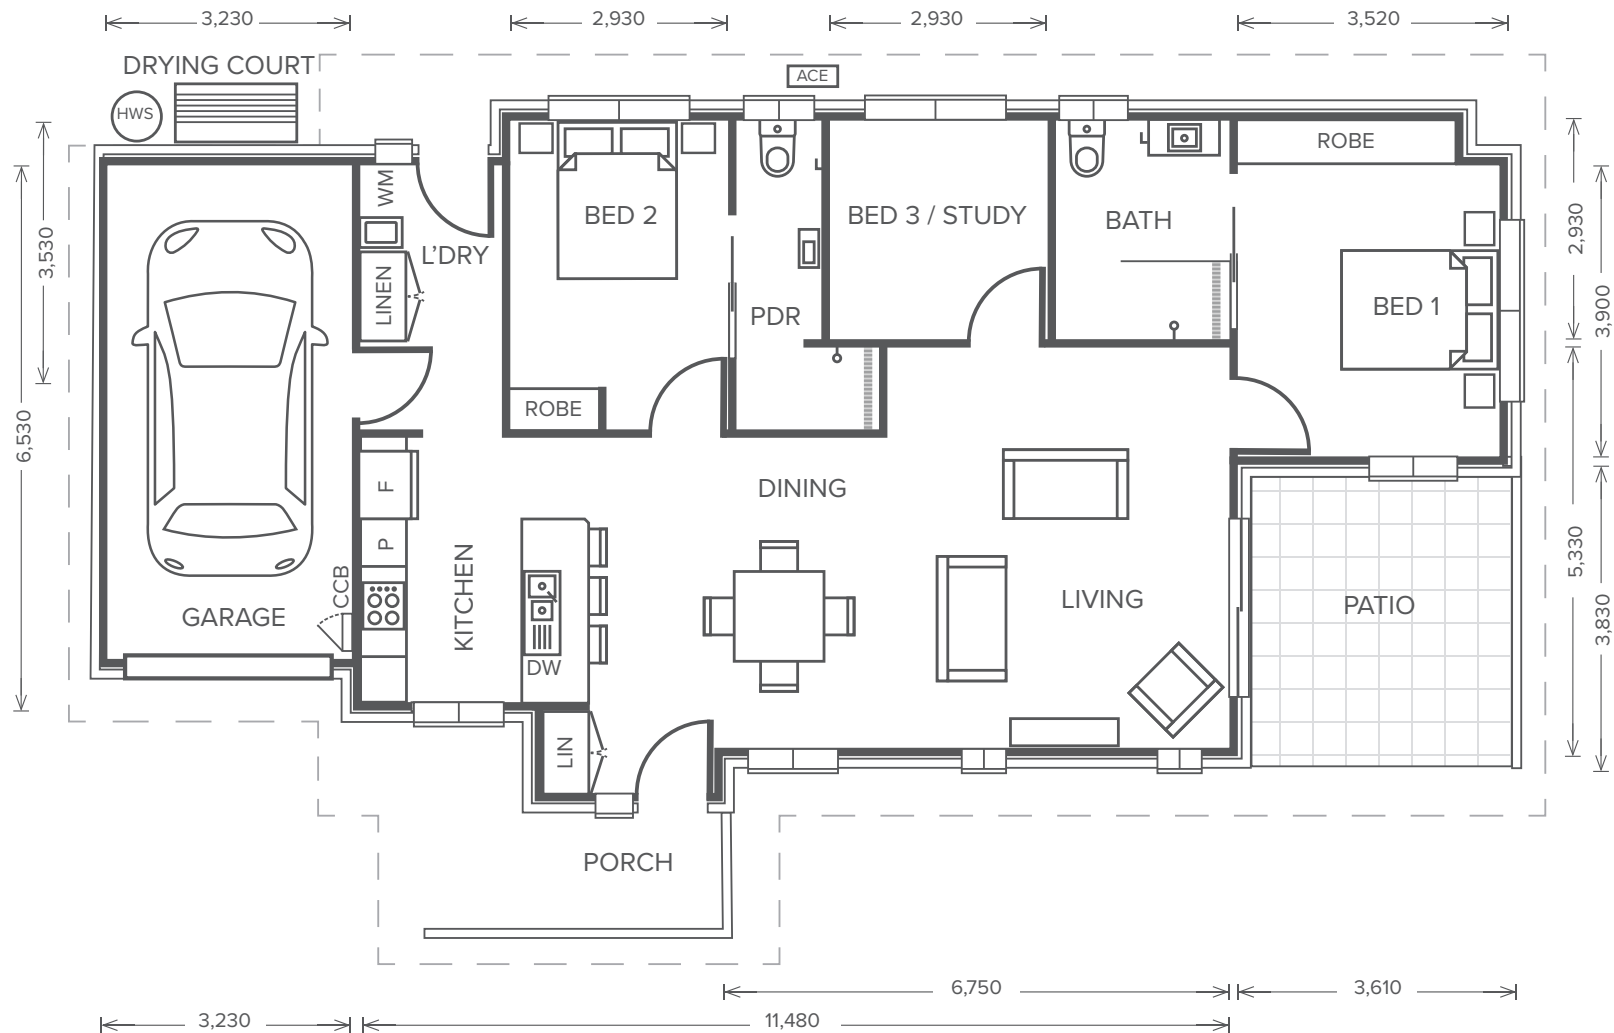 3,230
2,930
2,930
3,520
DRYING COURT
ACE
HWS
ROBE
WM
BED 2
BED 3 / STUDY
BATH
2,930
3,530
L'DRY
LINEN
PDR
BED 1
3,900
ROBE
6,530
F
DINING
P
KITCHEN
CCB
GARAGE
DW
LIVING
PATIO
5,330
3,830
LIN
PORCH
6,750
3,610
3,230
11,480